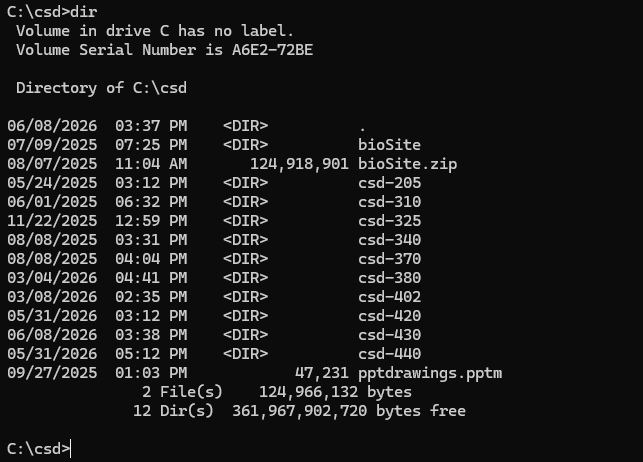 C:\csd>dir
 Volume in drive C has no label.
 Volume Serial Number is A6E2-72BE

 Directory of C:\csd

06/08/2026  03:37 PM    <DIR>          .
07/09/2025  07:25 PM    <DIR>          bioSite
08/07/2025  11:04 AM       124,918,901 bioSite.zip
05/24/2025  03:12 PM    <DIR>          csd-205
06/01/2025  06:32 PM    <DIR>          csd-310
11/22/2025  12:59 PM    <DIR>          csd-325
08/08/2025  03:31 PM    <DIR>          csd-340
08/08/2025  04:04 PM    <DIR>          csd-370
03/04/2026  04:41 PM    <DIR>          csd-380
03/08/2026  02:35 PM    <DIR>          csd-402
05/31/2026  03:12 PM    <DIR>          csd-420
06/08/2026  03:38 PM    <DIR>          csd-430
05/31/2026  05:12 PM    <DIR>          csd-440
09/27/2025  01:03 PM            47,231 pptdrawings.pptm
               2 File(s)    124,966,132 bytes
              12 Dir(s)  361,967,902,720 bytes free

C:\csd>